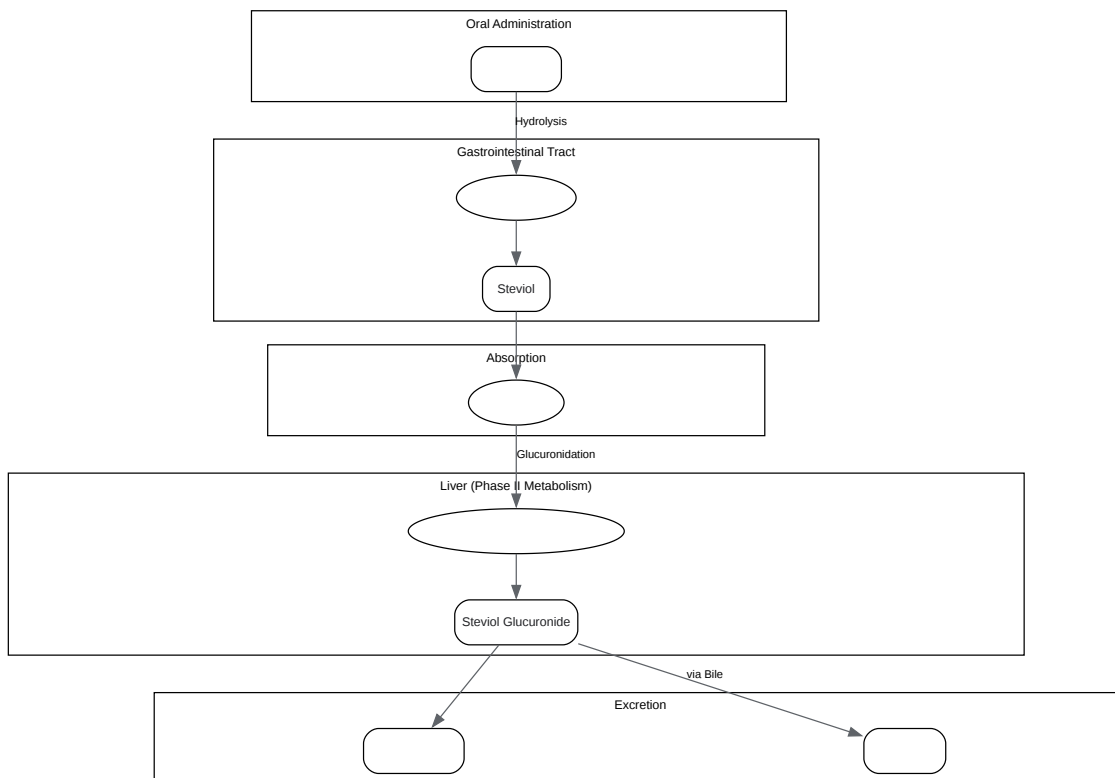 Oral Administration
Hydrolysis
Gastrointestinal Tract
Steviol
Absorption
Glucuronidation
Liver (Phase II Metabolism)
Steviol Glucuronide
via Bile
Excretion